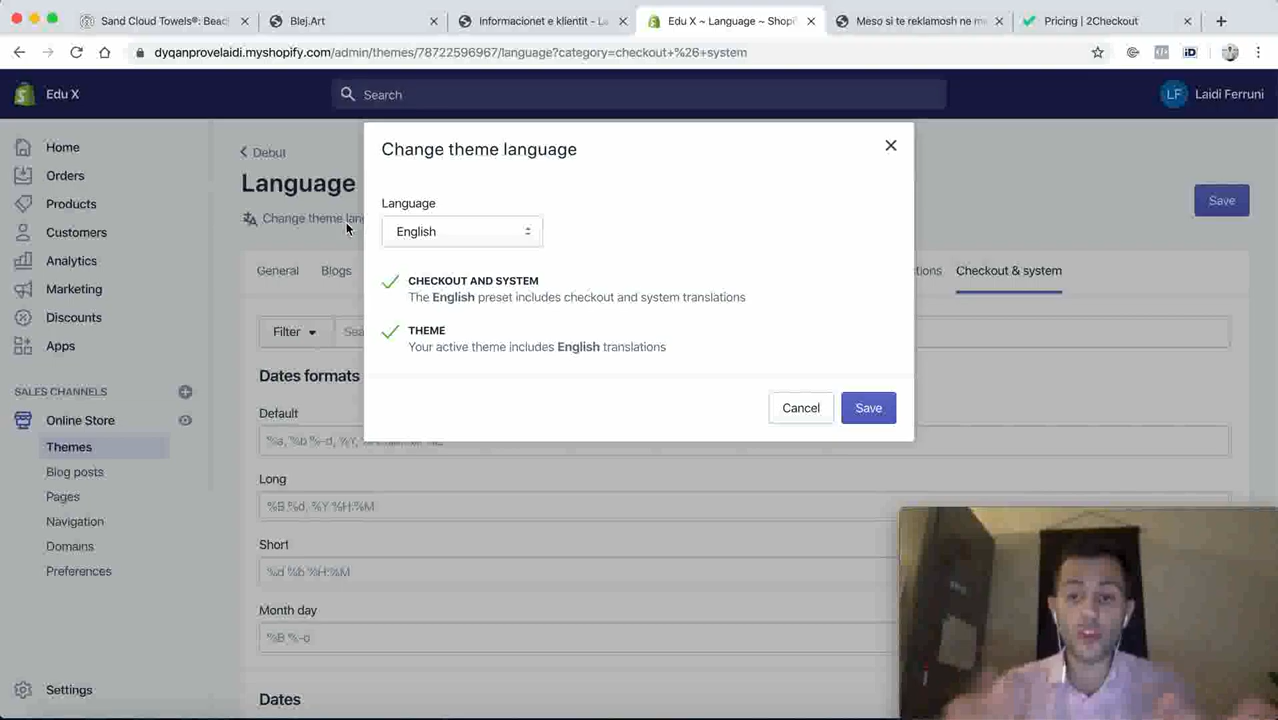 Sand Cloud Towels®: Beac
Blej.Art
Informacionet e klientit - La
Edu X ~ Language ~ Shopi
Meso si te reklamosh ne m
Pricing | 2Checkout
dyqanprovelaidi.myshopify.com/admin/themes/78722596967/language?category=checkout+%26+system
Edu X
Search
LF
Laidi Ferruni
Home
Orders
Products
Customers
Analytics
Marketing
Discounts
Apps
SALES CHANNELS
Online Store
Themes
Blog posts
Pages
Navigation
Domains
Preferences
Settings
Debut
Language
Change theme lan
Save
General
Blogs
Checkout & system
Filter
Sea
Dates formats
Default
Long
%B %d, %Y %H:%M
Short
%d %b %H:%M
Month day
Dates
Change theme language
Language
English
CHECKOUT AND SYSTEM
The English preset includes checkout and system translations
THEME
Your active theme includes English translations
Cancel
Save